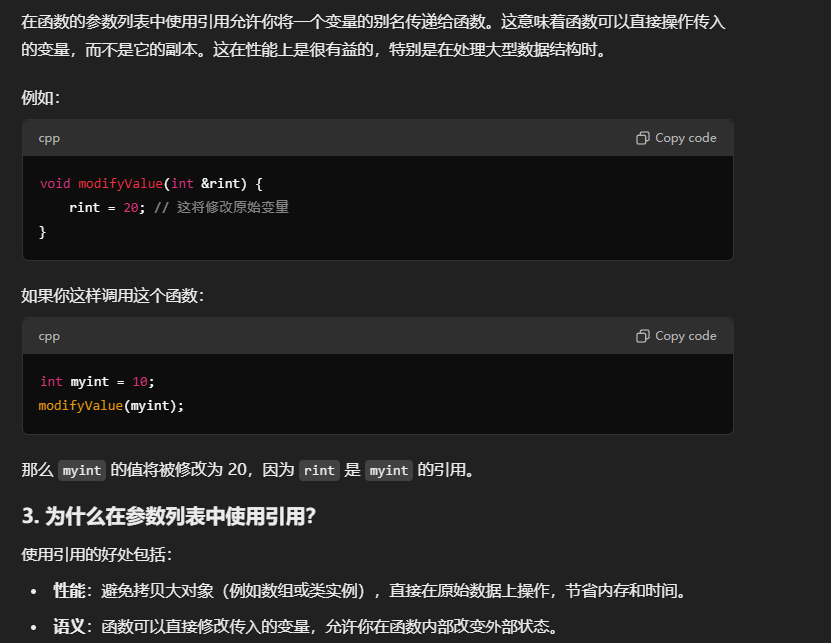 在函数的参数列表中使用引用允许你将一个变量的别名传递给函数。这意味着函数可以直接操作传入
的变量，而不是它的副本。这在性能上是很有益的，特别是在处理大型数据结构时。
例如：
cpp
Copy code
void modifyValue(int &rint) {
    rint = 20; // 这将修改原始变量
}
如果你这样调用这个函数：
cpp
Copy code
int myint = 10;
modifyValue(myint);
那么 myint 的值将被修改为 20，因为 rint 是 myint 的引用。
3. 为什么在参数列表中使用引用？
使用引用的好处包括：
• 性能：避免拷贝大对象（例如数组或类实例），直接在原始数据上操作，节省内存和时间。
• 语义：函数可以直接修改传入的变量，允许你在函数内部改变外部状态。